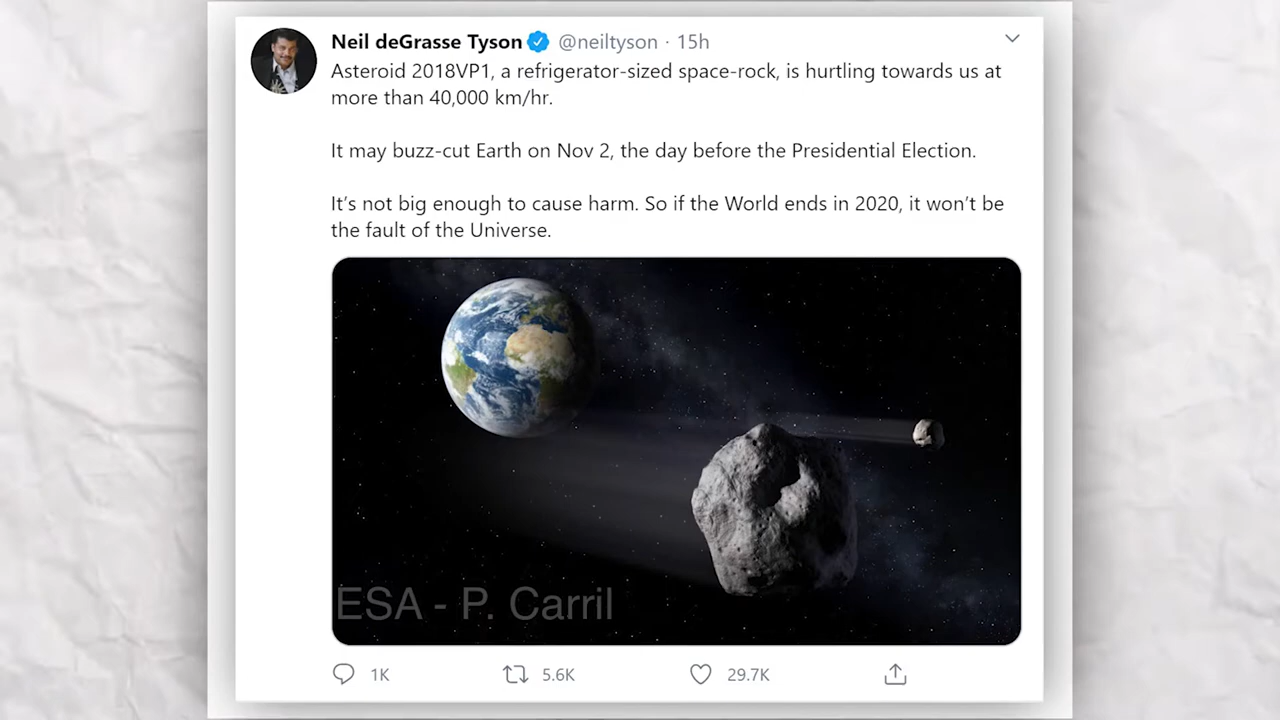 Neil deGrasse Tyson @neiltyson · 15h
Asteroid 2018VP1, a refrigerator-sized space-rock, is hurtling towards us at
more than 40,000 km/hr.
It may buzz-cut Earth on Nov 2, the day before the Presidential Election.
It’s not big enough to cause harm. So if the World ends in 2020, it won’t be
the fault of the Universe.
ESA - P. Carril
1K 5.6K 29.7K